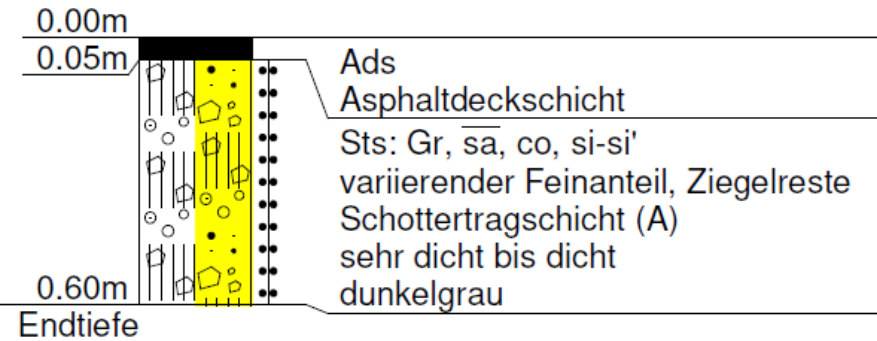 0.00m
0.05m
Ads
Asphaltdeckschicht
Sts: Gr, s̅a̅, co, si-si'
variierender Feinanteil, Ziegelreste
Schottertragschicht (A)
sehr dicht bis dicht
dunkelgrau
0.60m
Endtiefe